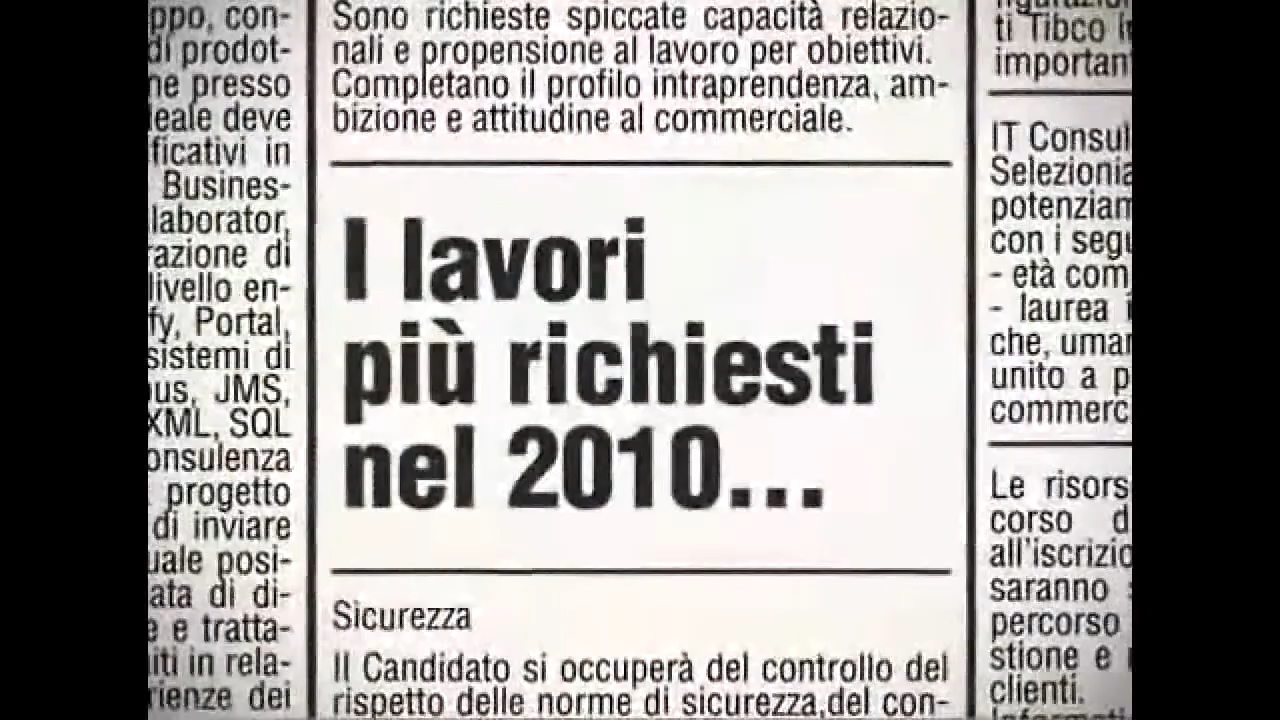 ppo, con-
di prodot-
ne presso
deve
ficativi in
Busines-
laborator,
razione di
livello en-
fy, Portal,
sistemi di
us, JMS,
XML, SQL
onsulenza
progetto
di inviare
uale posi-
ata di di-
e e tratta-
iti in rela-
rienze dei
Sono richieste spiccate capacità relazio-
nali e propensione al lavoro per obiettivi.
Completano il profilo intraprendenza, am-
bizione e attitudine al commerciale.
I lavori
più richiesti
nel 2010...
Sicurezza
Il Candidato si occuperà del controllo del
rispetto delle norme di sicurezza,del con-
ti Tibco
importan
IT Consul
Selezionia
potenziam
con i segu
- età com
- laurea
che, uman
unito a p
commerc
Le risors
corso d
all'iscrizio
saranno
percorso
stione e
clienti.